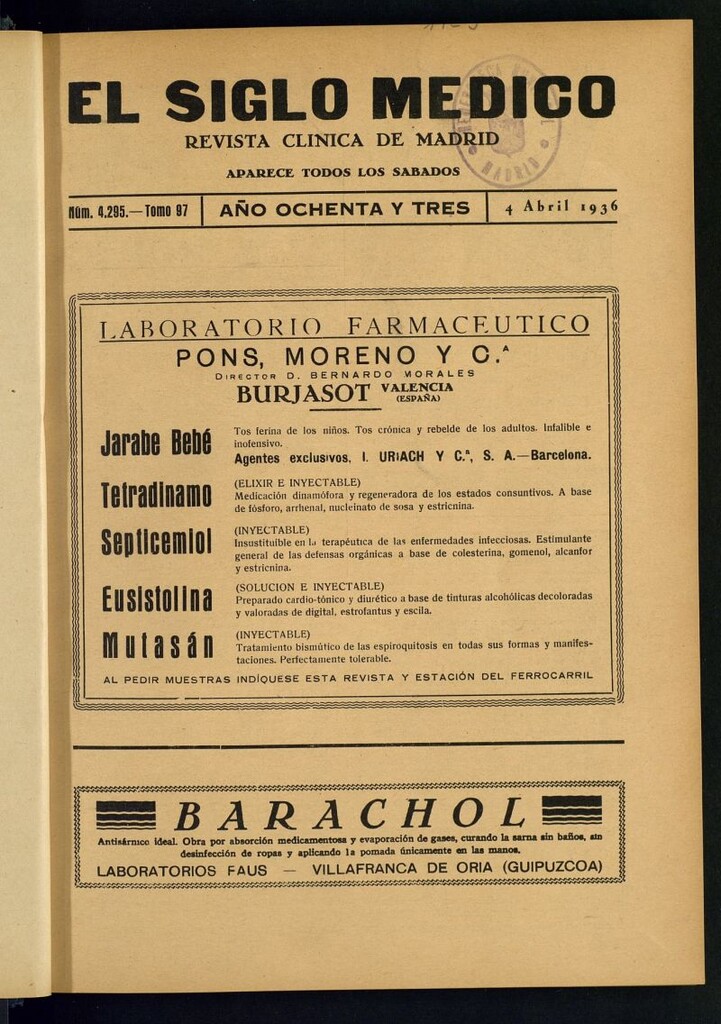 EL SIGLO MEDICO
REVISTA CLINICA DE MADRID
APARECE TODOS LOS SABADOS
Núm. 4.295.—Tomo 97 AÑO OCHENTA Y TRES 4 Abril 1936
MADRID
LABORATORIO FARMACEUTICO
PONS, MORENO Y C.ª
DIRECTOR D. BERNARDO MORALES
BURJASOT VALENCIA
(ESPAÑA)
Jarabe Bebé
Tos ferina de los niños. Tos crónica y rebelde de los adultos. Infalible e
inofensivo.
Agentes exclusivos, I. URIACH Y C.ª, S. A.—Barcelona.
Tetradinamo
(ELIXIR E INYECTABLE)
Medicación dinamófora y regeneradora de los estados consuntivos. A base
de fósforo, arrhenal, nucleinato de sosa y estricnina.
Septicemiol
(INYECTABLE)
Insustituible en la terapéutica de las enfermedades infecciosas. Estimulante
general de las defensas orgánicas a base de colesterina, gomenol, alcanfor
y estricnina.
Eusistolina
(SOLUCION E INYECTABLE)
Preparado cardio-tónico y diurético a base de tinturas alcohólicas decoloradas
y valoradas de digital, estrofantus y escila.
Mutasán
(INYECTABLE)
Tratamiento bismútico de las espiroquitosis en todas sus formas y manifes-
taciones. Perfectamente tolerable.
AL PEDIR MUESTRAS INDÍQUESE ESTA REVISTA Y ESTACIÓN DEL FERROCARRIL
BARACHOL
Antisármico ideal. Obra por absorción medicamentosa y evaporación de gases, curando la sarna sin baños, sin
desinfección de ropas y aplicando la pomada únicamente en las manos.
LABORATORIOS FAUS — VILLAFRANCA DE ORIA (GUIPUZCOA)